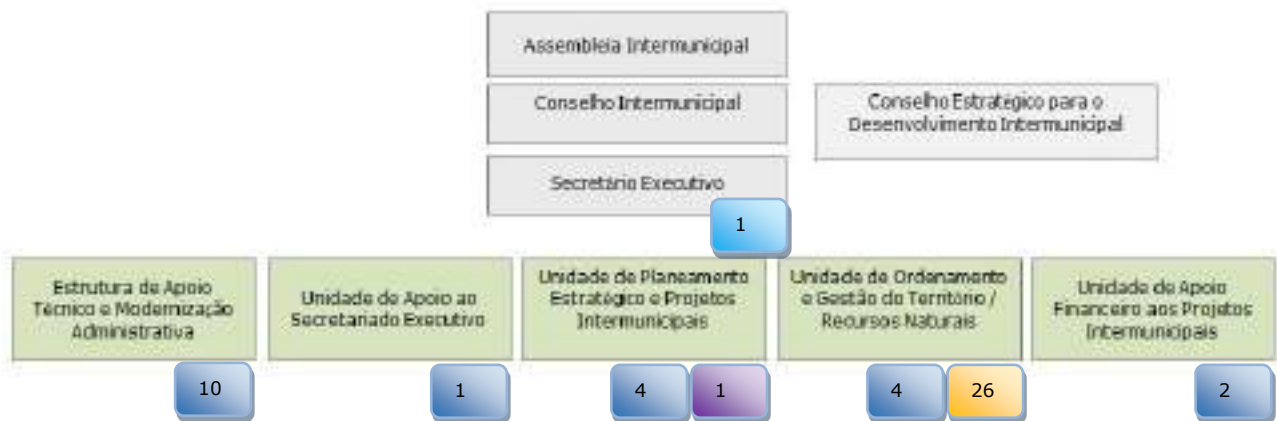 Assembleia Intermunicipal
Conselho Intermunicipal
Conselho Estratégico para o
Desenvolvimento Intermunicipal
Secretário Executivo
1
Estrutura de Apoio
Técnico e Modernização
Administrativa
10
Unidade de Apoio ao
Secretariado Executivo
1
Unidade de Planeamento
Estratégico e Projetos
Intermunicipais
4
1
Unidade de Ordenamento
e Gestão do Território /
Recursos Naturais
4
26
Unidade de Apoio
Financeiro aos Projetos
Intermunicipais
2